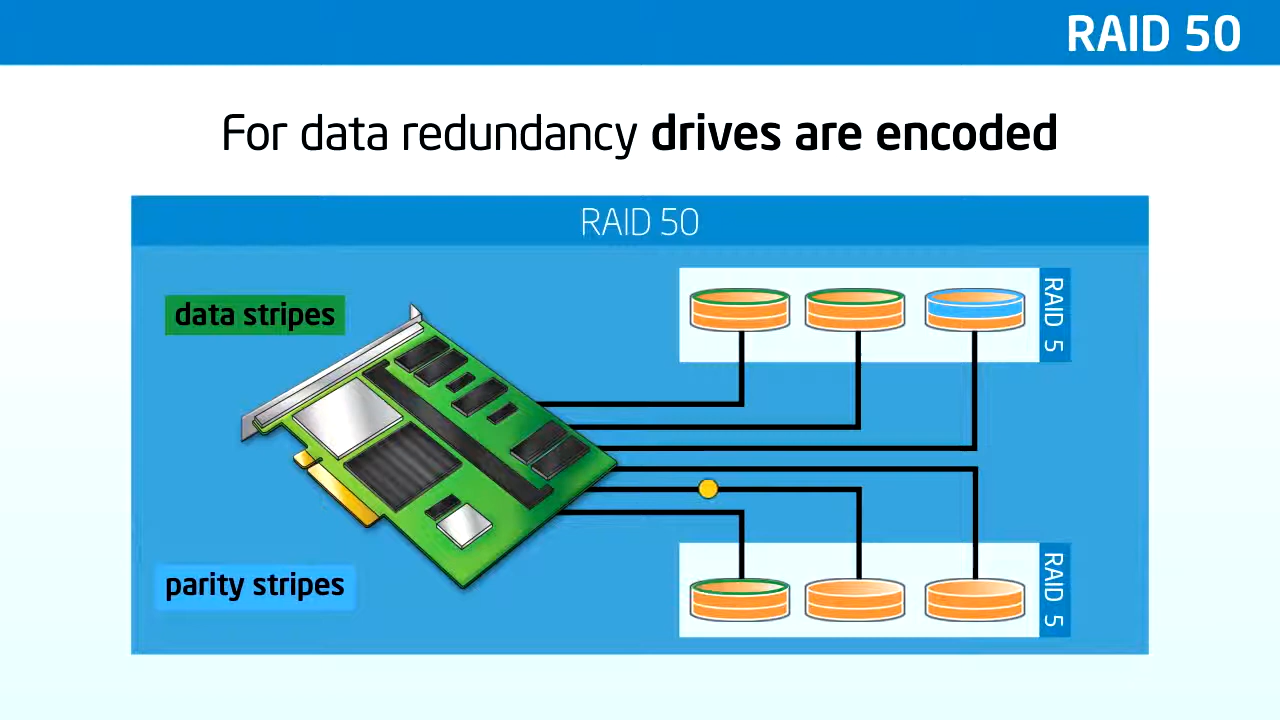 RAID 50
For data redundancy drives are encoded
RAID 50
data stripes
RAID 5
parity stripes
RAID 5